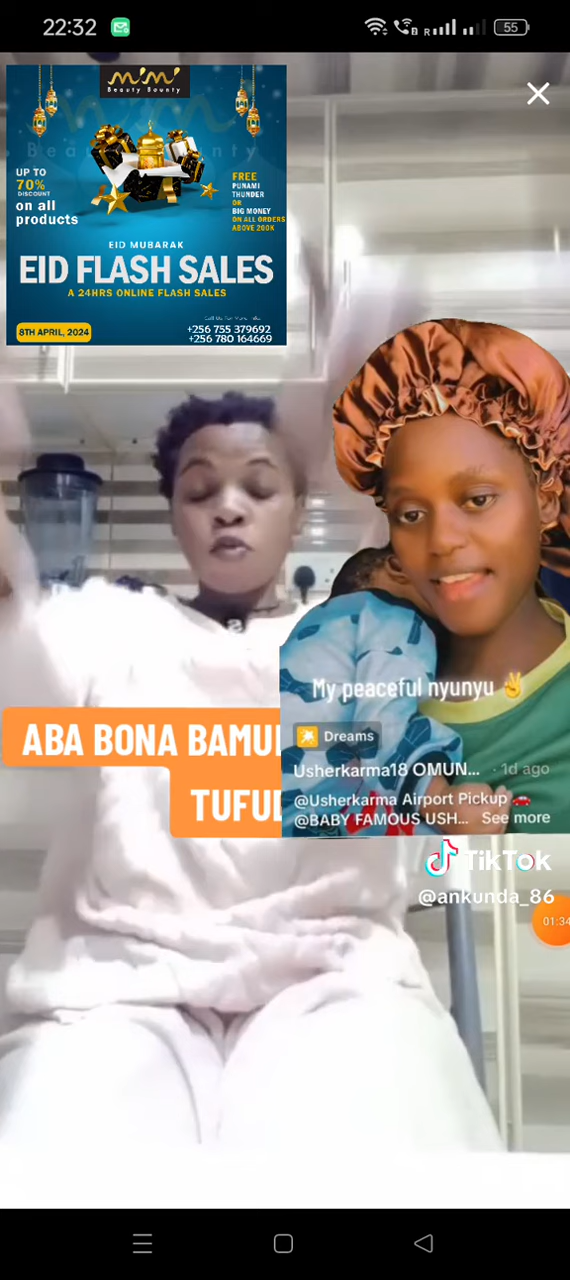 22:32
R
55
M'M'
Beauty Bounty
UP TO
70%
DISCOUNT
on all
products
FREE
PUNAMI
THUNDER
OR
BIG MONEY
ON ALL ORDERS
ABOVE 200K
EID MUBARAK
EID FLASH SALES
A 24HRS ONLINE FLASH SALES
8TH APRIL, 2024
+256 755 379692
+256 780 164669
My peaceful nyunyu ✌
ABA BONA BAMU
TUFU
Dreams
Usherkarma18 OMUN... · 1d ago
@Usherkarma Airport Pickup 🚗
@BABY FAMOUS USH... See more
TikTok
@ankunda_86
01:34